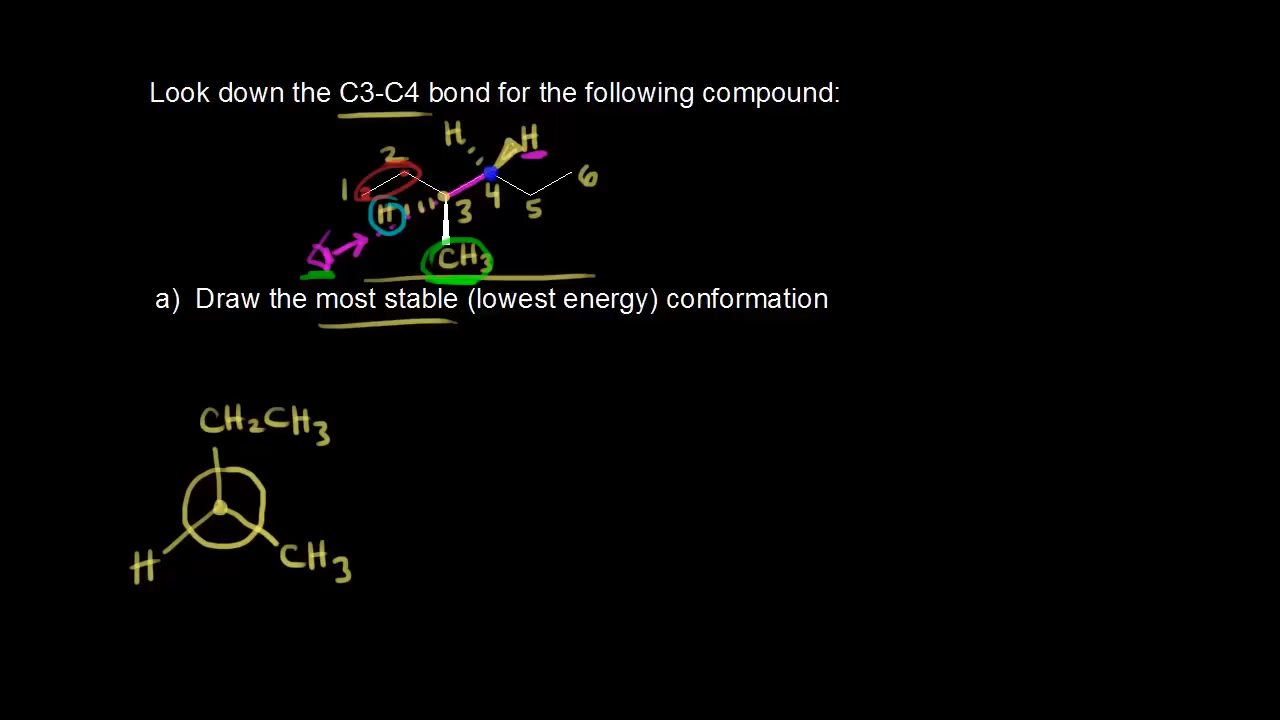 Look down the C3-C4 bond for the following compound:
H H
2
1 4 6
H 3 5
CH3
a) Draw the most stable (lowest energy) conformation
CH2CH3
H CH3